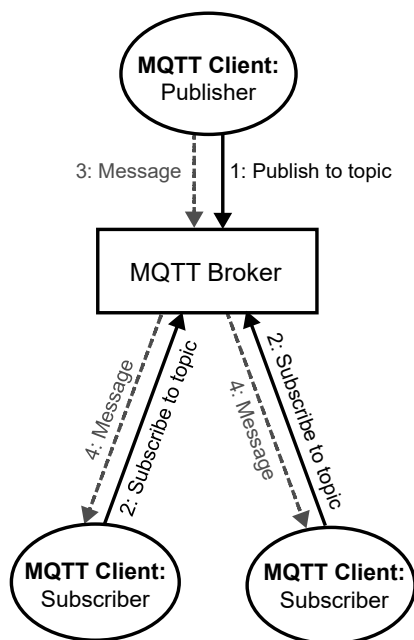 MQTT Client:
Publisher
3: Message
1: Publish to topic
MQTT Broker
4: Message
2: Subscribe to topic
4: Message
2: Subscribe to topic
MQTT Client:
Subscriber
MQTT Client:
Subscriber